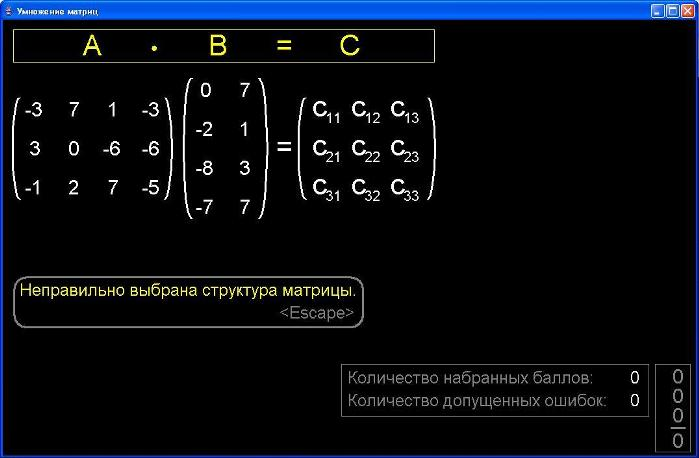 Умножение матриц
A · B = C
-3 7 1 -3 0 7 C11 C12 C13
3 0 -6 -6 -2 1 = C21 C22 C23
-1 2 7 -5 -8 3 C31 C32 C33
-7 7
Неправильно выбрана структура матрицы.
<Escape>
Количество набранных баллов: 0
Количество допущенных ошибок: 0
0
0
0
0